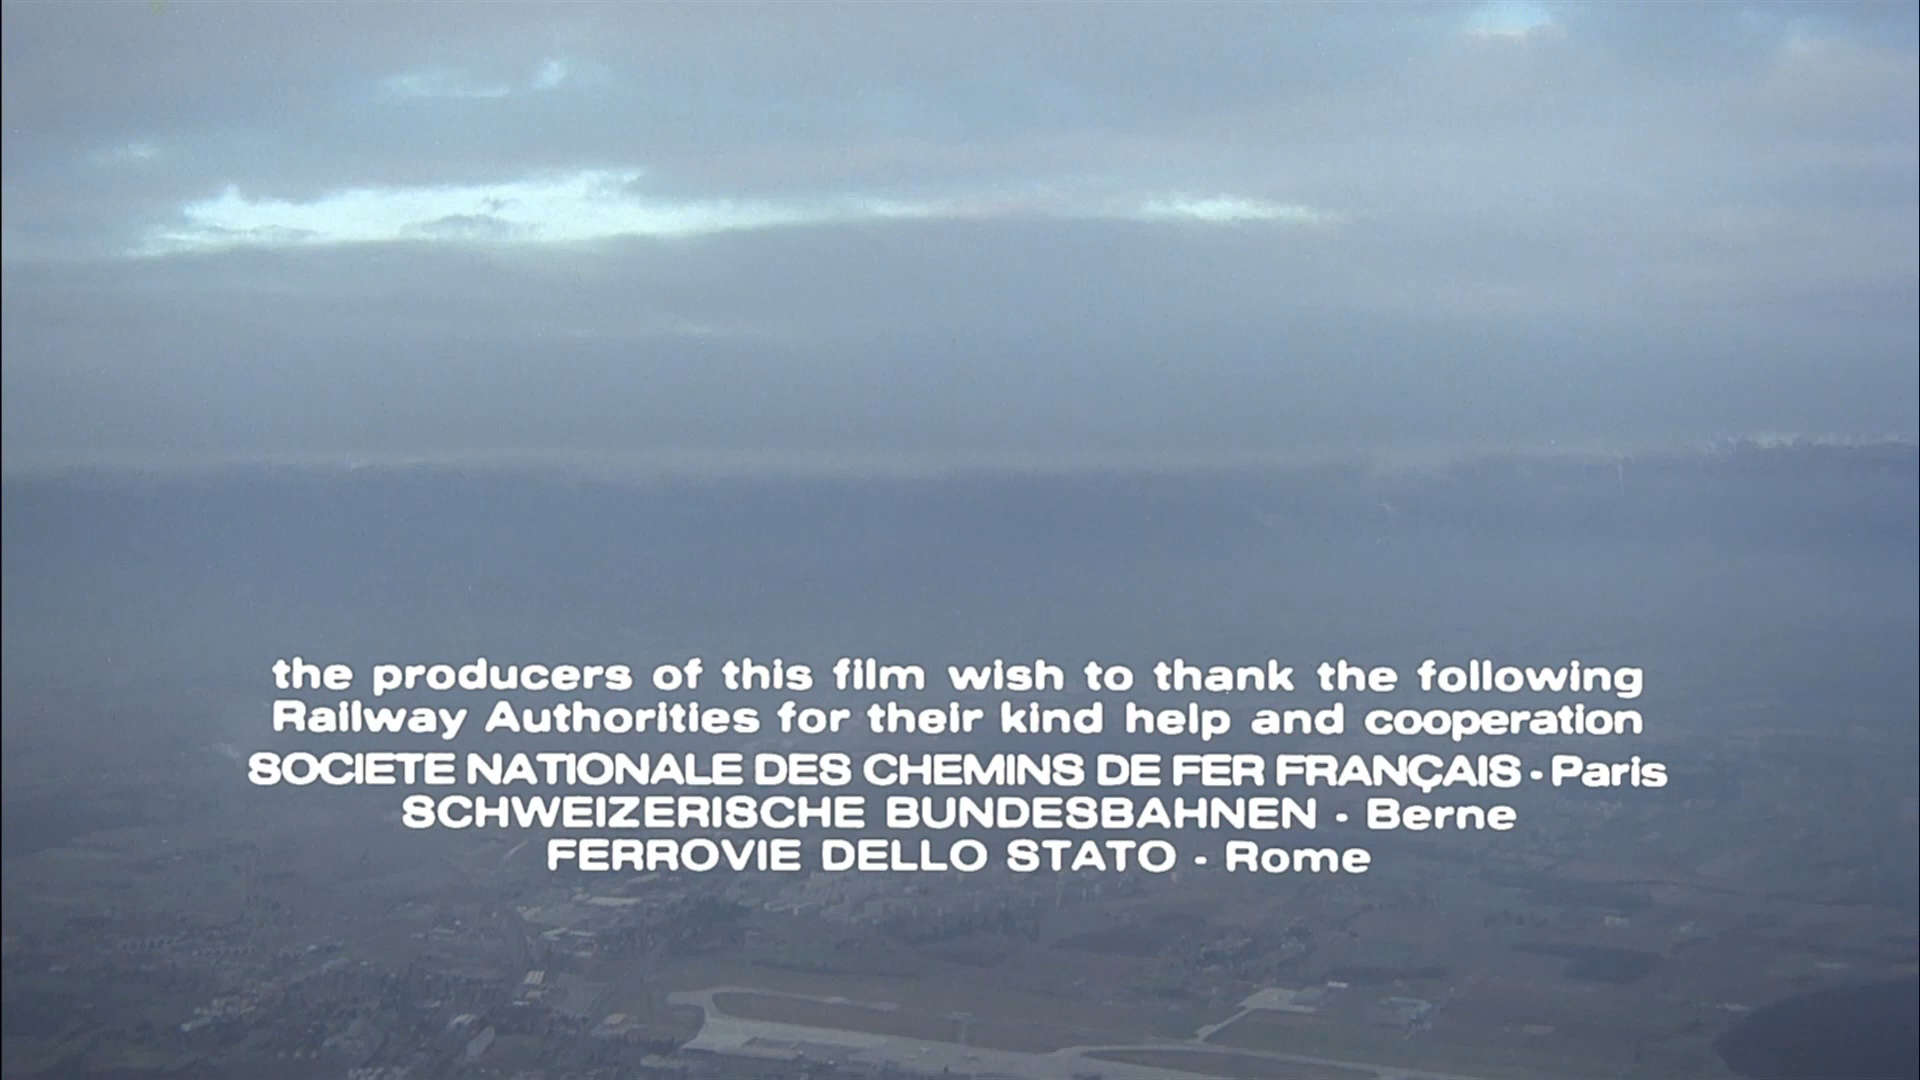 the producers of this film wish to thank the following
Railway Authorities for their kind help and cooperation
SOCIETE NATIONALE DES CHEMINS DE FER FRANÇAIS - Paris
SCHWEIZERISCHE BUNDESBAHNEN - Berne
FERROVIE DELLO STATO - Rome